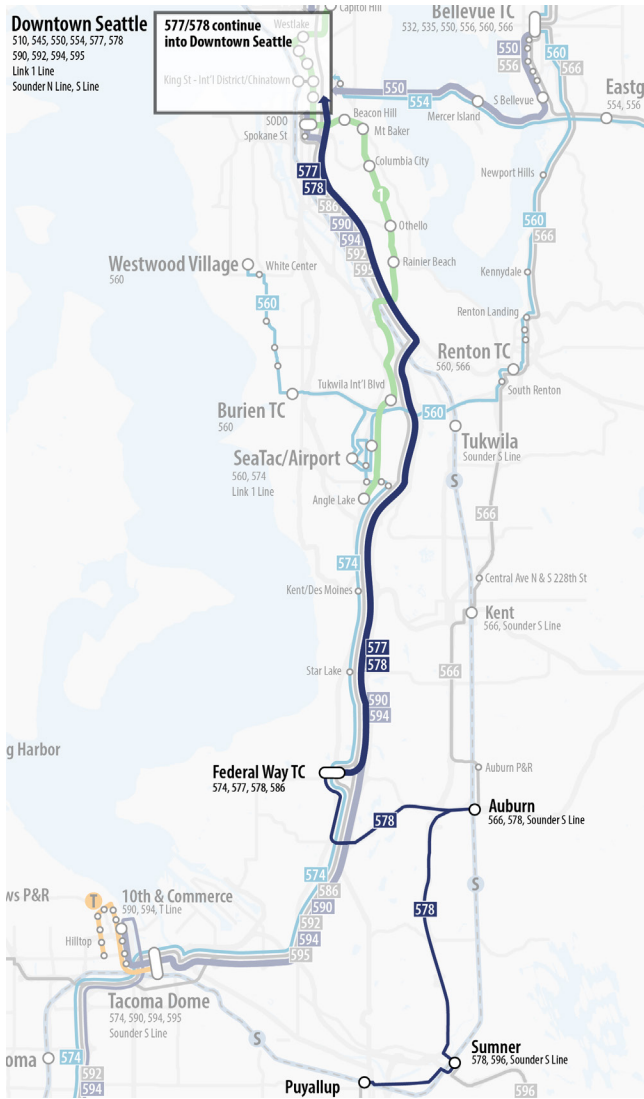 Downtown Seattle
510, 545, 550, 554, 577, 578
590, 592, 594, 595
Link 1 Line
Sounder N Line, S Line
577/578 continue
into Downtown Seattle
Capitol Hill
Westlake
King St - Int'l District/Chinatown
SODO
Spokane St
Beacon Hill
Mt Baker
Columbia City
1
Othello
Rainier Beach
Bellevue TC
532, 535, 550, 556, 560, 566
550
556
560
566
550
554
Mercer Island
S Bellevue
Eastg
554, 556
Newport Hills
560
566
Kennydale
Renton Landing
Renton TC
560, 566
South Renton
577
578
586
590
594
592
Westwood Village
560
White Center
560
Burien TC
560
Tukwila Int'l Blvd
560
Tukwila
Sounder S Line
S
SeaTac/Airport
560, 574
Link 1 Line
Angle Lake
566
574
Central Ave N & S 228th St
Kent/Des Moines
Kent
566, Sounder S Line
577
578
Star Lake
566
590
594
g Harbor
Federal Way TC
574, 577, 578, 586
Auburn P&R
Auburn
566, 578, Sounder S Line
578
574
586
590
592
594
595
S
578
ws P&R
T
10th & Commerce
590, 594, T Line
Hilltop
Tacoma Dome
574, 590, 594, 595
Sounder S Line
S
oma
574
592
594
Sumner
578, 596, Sounder S Line
Puyallup
596